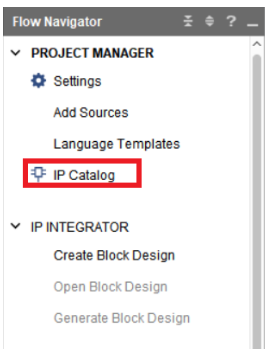 Flow Navigator ?
PROJECT MANAGER
Settings
Add Sources
Language Templates
IP Catalog
IP INTEGRATOR
Create Block Design
Open Block Design
Generate Block Design